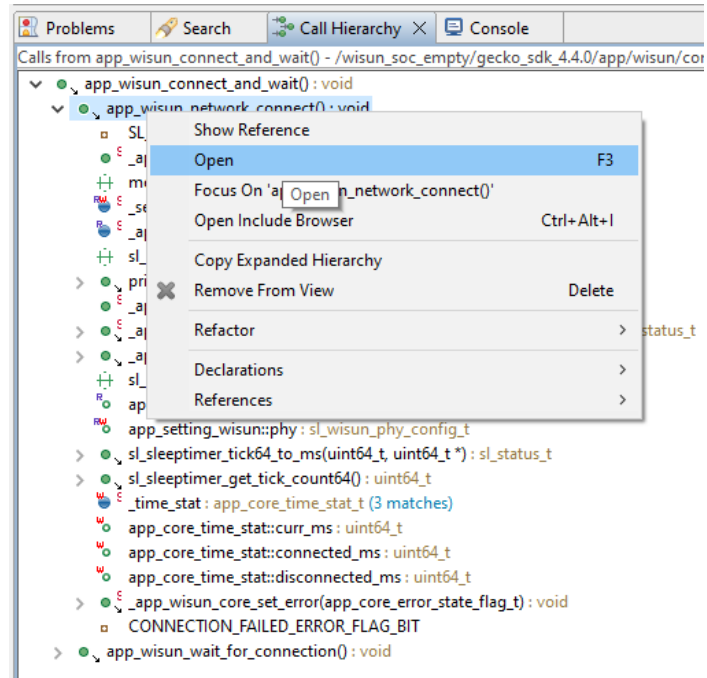 Problems Search Call Hierarchy Console
Calls from app_wisun_connect_and_wait() - /wisun_soc_empty/gecko_sdk_4.4.0/app/wisun/cor
app_wisun_connect_and_wait() : void
app_wisun_network_connect() : void
Show Reference
SL_
Open F3
_ap
Focus On 'ap n_network_connect()'
Open
me
_se
Open Include Browser Ctrl+Alt+I
_ap
Copy Expanded Hierarchy
sl_
Remove From View Delete
pri
_ap
Refactor
_ap status_t
_ap
Declarations
sl_
References
ap
app_setting_wisun::phy : sl_wisun_phy_config_t
sl_sleeptimer_tick64_to_ms(uint64_t, uint64_t *) : sl_status_t
sl_sleeptimer_get_tick_count64() : uint64_t
_time_stat : app_core_time_stat_t (3 matches)
app_core_time_stat::curr_ms : uint64_t
app_core_time_stat::connected_ms : uint64_t
app_core_time_stat::disconnected_ms : uint64_t
_app_wisun_core_set_error(app_core_error_state_flag_t) : void
CONNECTION_FAILED_ERROR_FLAG_BIT
app_wisun_wait_for_connection() : void